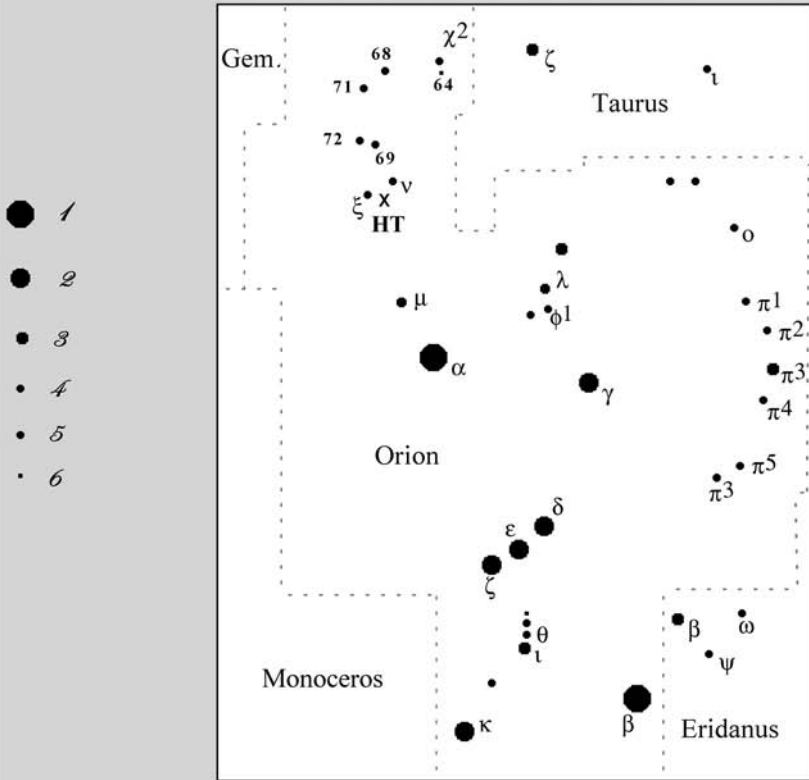 Gem.
68
χ2
ζ
71
64
ι
Taurus
72
69
ν
ξ
x
HT
ο
λ
μ
φ1
π1
π2
α
γ
π3
π4
Orion
π5
π3
δ
ε
ζ
θ
β
ω
ι
ψ
Monoceros
κ
β
Eridanus
1
2
3
4
5
6